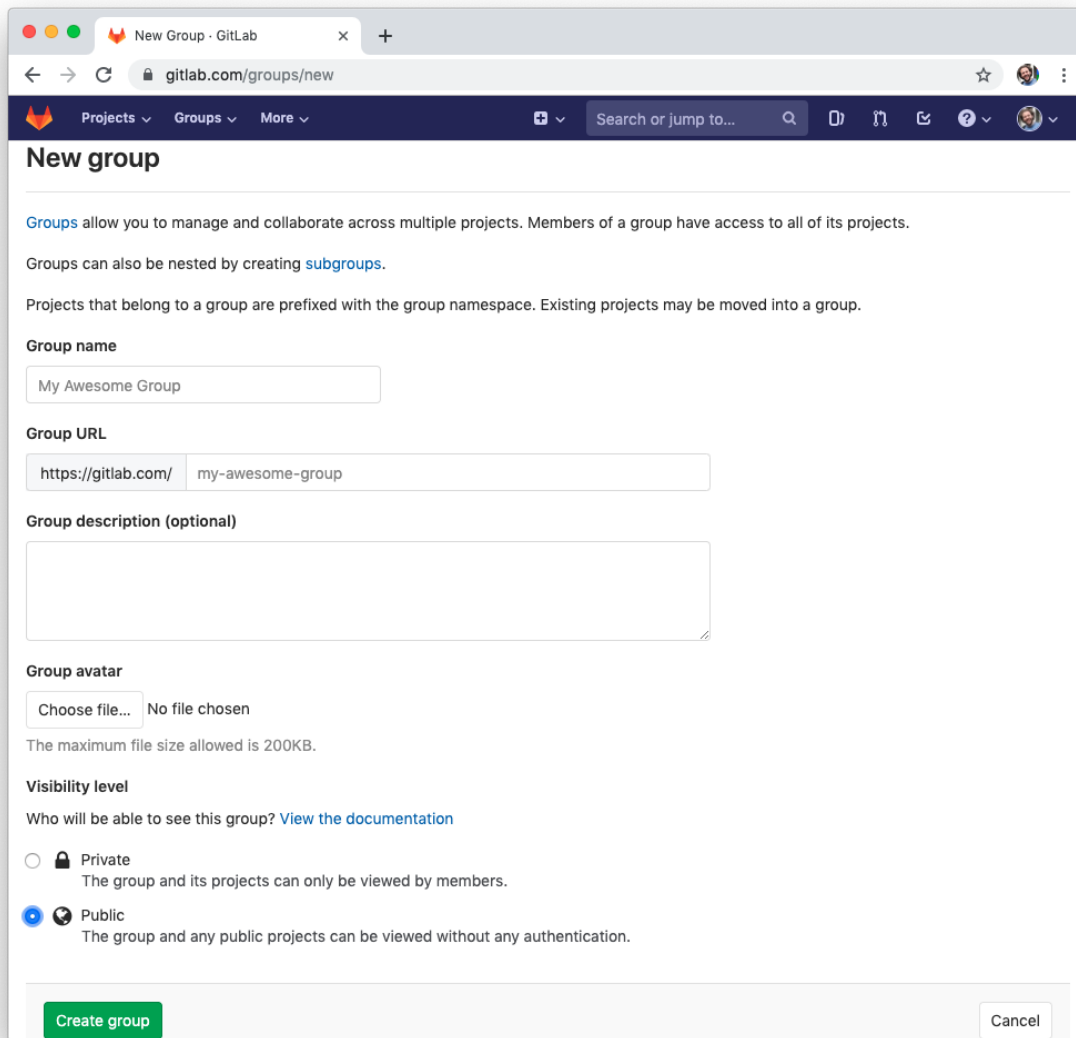 New Group · GitLab
gitlab.com/groups/new
Projects Groups More Search or jump to...
New group
Groups allow you to manage and collaborate across multiple projects. Members of a group have access to all of its projects.
Groups can also be nested by creating subgroups.
Projects that belong to a group are prefixed with the group namespace. Existing projects may be moved into a group.
Group name
My Awesome Group
Group URL
https://gitlab.com/ my-awesome-group
Group description (optional)
Group avatar
Choose file... No file chosen
The maximum file size allowed is 200KB.
Visibility level
Who will be able to see this group? View the documentation
Private
The group and its projects can only be viewed by members.
Public
The group and any public projects can be viewed without any authentication.
Create group Cancel